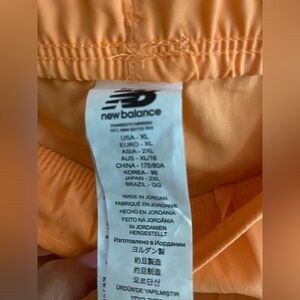 new balance
USA - XL
EURO - XL
ASIA - 2XL
AUS - XL/16
CHINA - 175/80A
KOREA - 95
JAPAN - 2XL
BRAZIL - GG
MADE IN JORDAN
FABRIQUÉ EN JORDANIE
HECHO EN JORDANIA
FEITO NA JORDÂNIA
IN JORDANIEN
HERGESTELLT
Изготовлено в Иордании
ヨルダン製
約旦製造
约旦制造
요르단산
ÜRDÜN'DE YAPILMIŞTIR